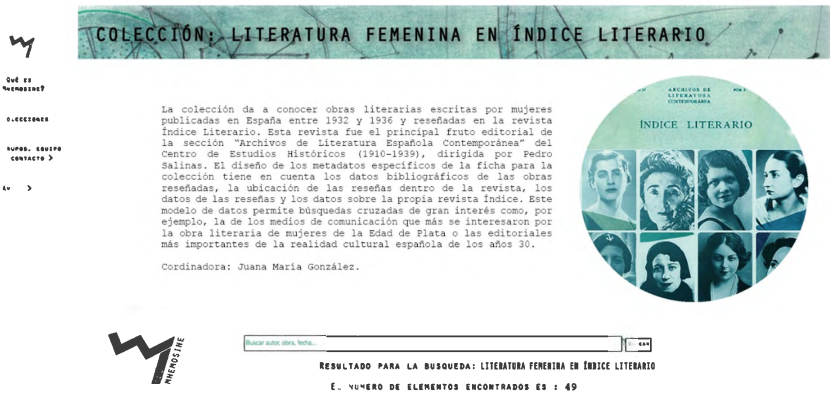 COLECCIÓN: LITERATURA FEMENINA EN ÍNDICE LITERARIO
QUÉ ES
MNEMOSINE?
CONTACTO >
>
La colección da a conocer obras literarias escritas por mujeres
publicadas en España entre 1932 y 1936 y reseñadas en la revista
Índice Literario. Esta revista fue el principal fruto editorial de
la sección "Archivos de Literatura Española Contemporánea" del
Centro de Estudios Históricos (1910-1939), dirigida por Pedro
Salinas. El diseño de los metadatos específicos de la ficha para la
colección tiene en cuenta los datos bibliográficos de las obras
reseñadas, la ubicación de las reseñas dentro de la revista, los
datos de las reseñas y los datos sobre la propia revista Índice. Este
modelo de datos permite búsquedas cruzadas de gran interés como, por
ejemplo, la de los medios de comunicación que más se interesaron por
la obra literaria de mujeres de la Edad de Plata o las editoriales
más importantes de la realidad cultural española de los años 30.
Cordinadora: Juana María González.
ARCHIVOS DE
LITERATURA
CONTEMPORÁNEA
ÍNDICE LITERARIO
MNEMOSINE
Buscar autor, obra, fecha...
RESULTADO PARA LA BUSQUEDA: LITERATURA FEMENINA EN ÍNDICE LITERARIO
NUMERO DE ELEMENTOS ENCONTRADOS ES : 49